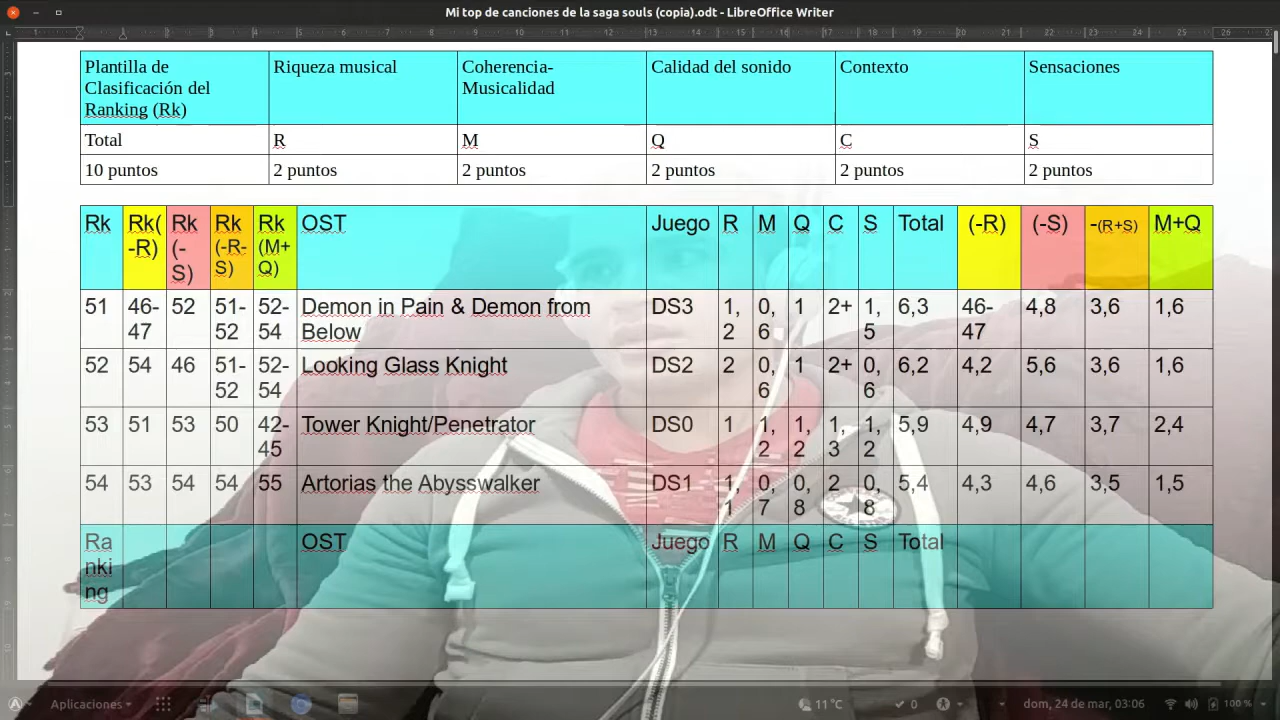 Mi top de canciones de la saga souls (copia).odt - LibreOffice Writer
Plantilla de Clasificación del Ranking (Rk) Riqueza musical Coherencia-Musicalidad Calidad del sonido Contexto Sensaciones
Total R M Q C S
10 puntos 2 puntos 2 puntos 2 puntos 2 puntos 2 puntos
Rk Rk(-R) Rk (-S) Rk (-R-S) Rk (M+Q) OST Juego R M Q C S Total (-R) (-S) -(R+S) M+Q
51 46-47 52 51-52 52-54 Demon in Pain & Demon from Below DS3 1,2 0,6 1 2+ 1,5 6,3 46-47 4,8 3,6 1,6
52 54 46 51-52 52-54 Looking Glass Knight DS2 2 0,6 1 2+ 0,6 6,2 4,2 5,6 3,6 1,6
53 51 53 50 42-45 Tower Knight/Penetrator DS0 1 1,2 1,2 1,3 1,2 5,9 4,9 4,7 3,7 2,4
54 53 54 54 55 Artorias the Abysswalker DS1 1,1 0,7 0,8 2 0,8 5,4 4,3 4,6 3,5 1,5
Ranking OST Juego R M Q C S Total
Aplicaciones 11 °C 0 dom, 24 de mar, 03:06 100 %